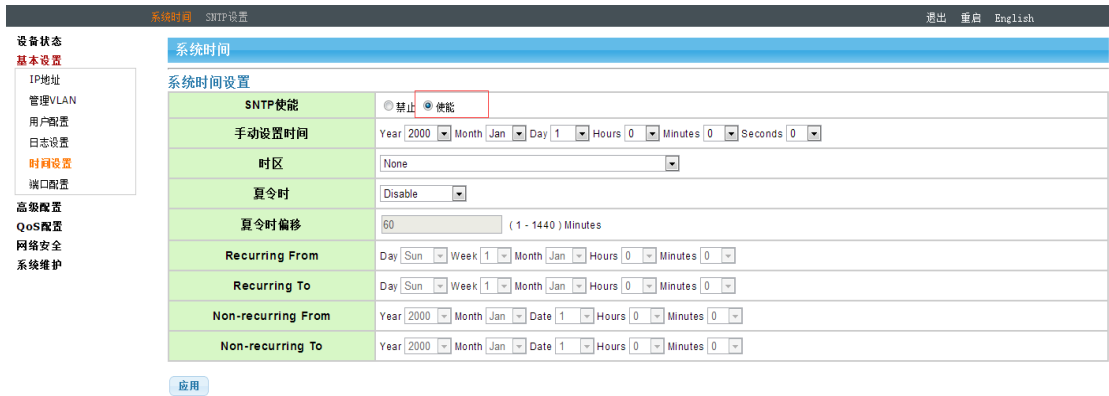 系统时间 SNTP设置 退出 重启 English
设备状态
基本设置
IP地址
管理VLAN
用户配置
日志设置
时间设置
端口配置
高级配置
QoS配置
网络安全
系统维护
系统时间
系统时间设置
SNTP使能 禁止 使能
手动设置时间 Year 2000 Month Jan Day 1 Hours 0 Minutes 0 Seconds 0
时区 None
夏令时 Disable
夏令时偏移 60 ( 1 - 1440 ) Minutes
Recurring From Day Sun Week 1 Month Jan Hours 0 Minutes 0
Recurring To Day Sun Week 1 Month Jan Hours 0 Minutes 0
Non-recurring From Year 2000 Month Jan Date 1 Hours 0 Minutes 0
Non-recurring To Year 2000 Month Jan Date 1 Hours 0 Minutes 0
应用